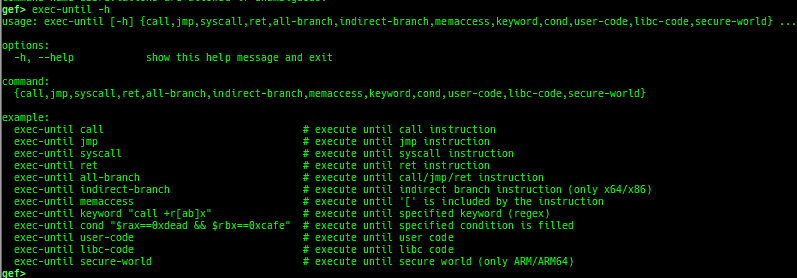 gef> exec-until -h
usage: exec-until [-h] {call,jmp,syscall,ret,all-branch,indirect-branch,memaccess,keyword,cond,user-code,libc-code,secure-world} ...
options:
  -h, --help            show this help message and exit
command:
  {call,jmp,syscall,ret,all-branch,indirect-branch,memaccess,keyword,cond,user-code,libc-code,secure-world}
example:
  exec-until call                                 # execute until call instruction
  exec-until jmp                                  # execute until jmp instruction
  exec-until syscall                              # execute until syscall instruction
  exec-until ret                                  # execute until ret instruction
  exec-until all-branch                           # execute until call/jmp/ret instruction
  exec-until indirect-branch                      # execute until indirect branch instruction (only x64/x86)
  exec-until memaccess                            # execute until '[' is included by the instruction
  exec-until keyword "call +r[ab]x"               # execute until specified keyword (regex)
  exec-until cond "$rax==0xdead && $rbx==0xcafe"  # execute until specified condition is filled
  exec-until user-code                            # execute until user code
  exec-until libc-code                            # execute until libc code
  exec-until secure-world                         # execute until secure world (only ARM/ARM64)
gef>